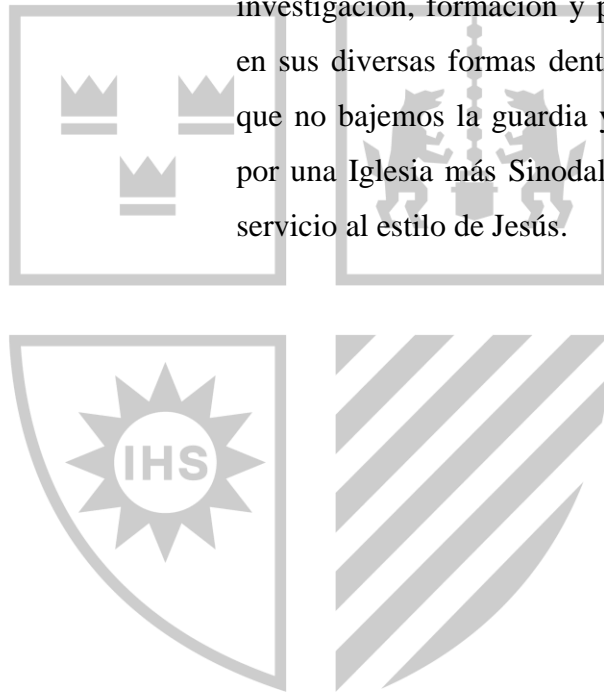 investigación, formación y p
en sus diversas formas dent
que no bajemos la guardia y
por una Iglesia más Sinodal
servicio al estilo de Jesús.
IHS